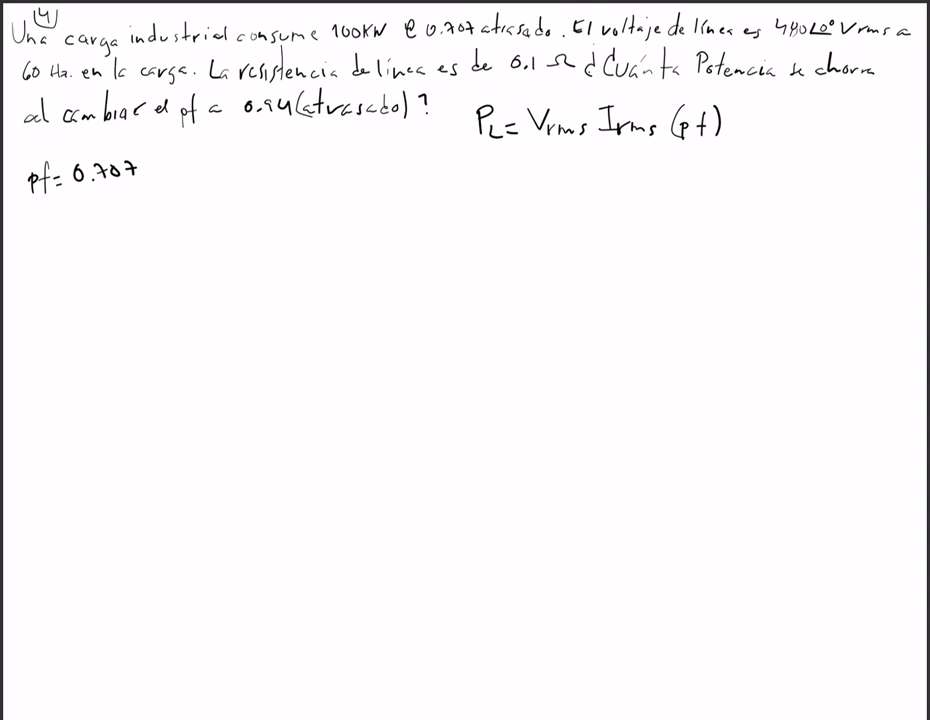 4
Una carga industrial consume 100KW @ 0.707 atrasado. El voltaje de línea es 480∠0° Vrms a
60 Hz. en la carga. La resistencia de línea es de 0.1 Ω ¿Cuánta Potencia se ahorra
al cambiar el pf a 0.94(atrasado)?
P_L = Vrms Irms (pf)
pf = 0.707